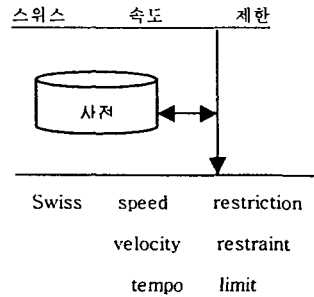 스위스 속도 제한
사전
Swiss speed restriction
velocity restraint
tempo limit